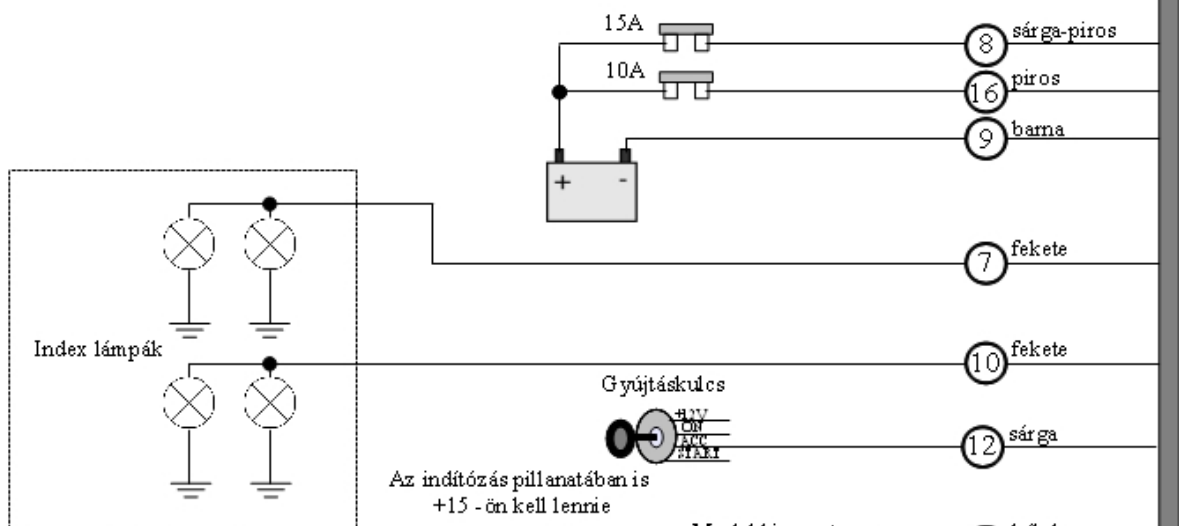 15A
8
sárga-piros
10A
16
piros
9
barna
+ -
7
fekete
Index lámpák
10
fekete
Gyújtáskulcs
+12V
ON
ACC
START
12
sárga
Az indítózás pillanatában is
+15 - ön kell lennie